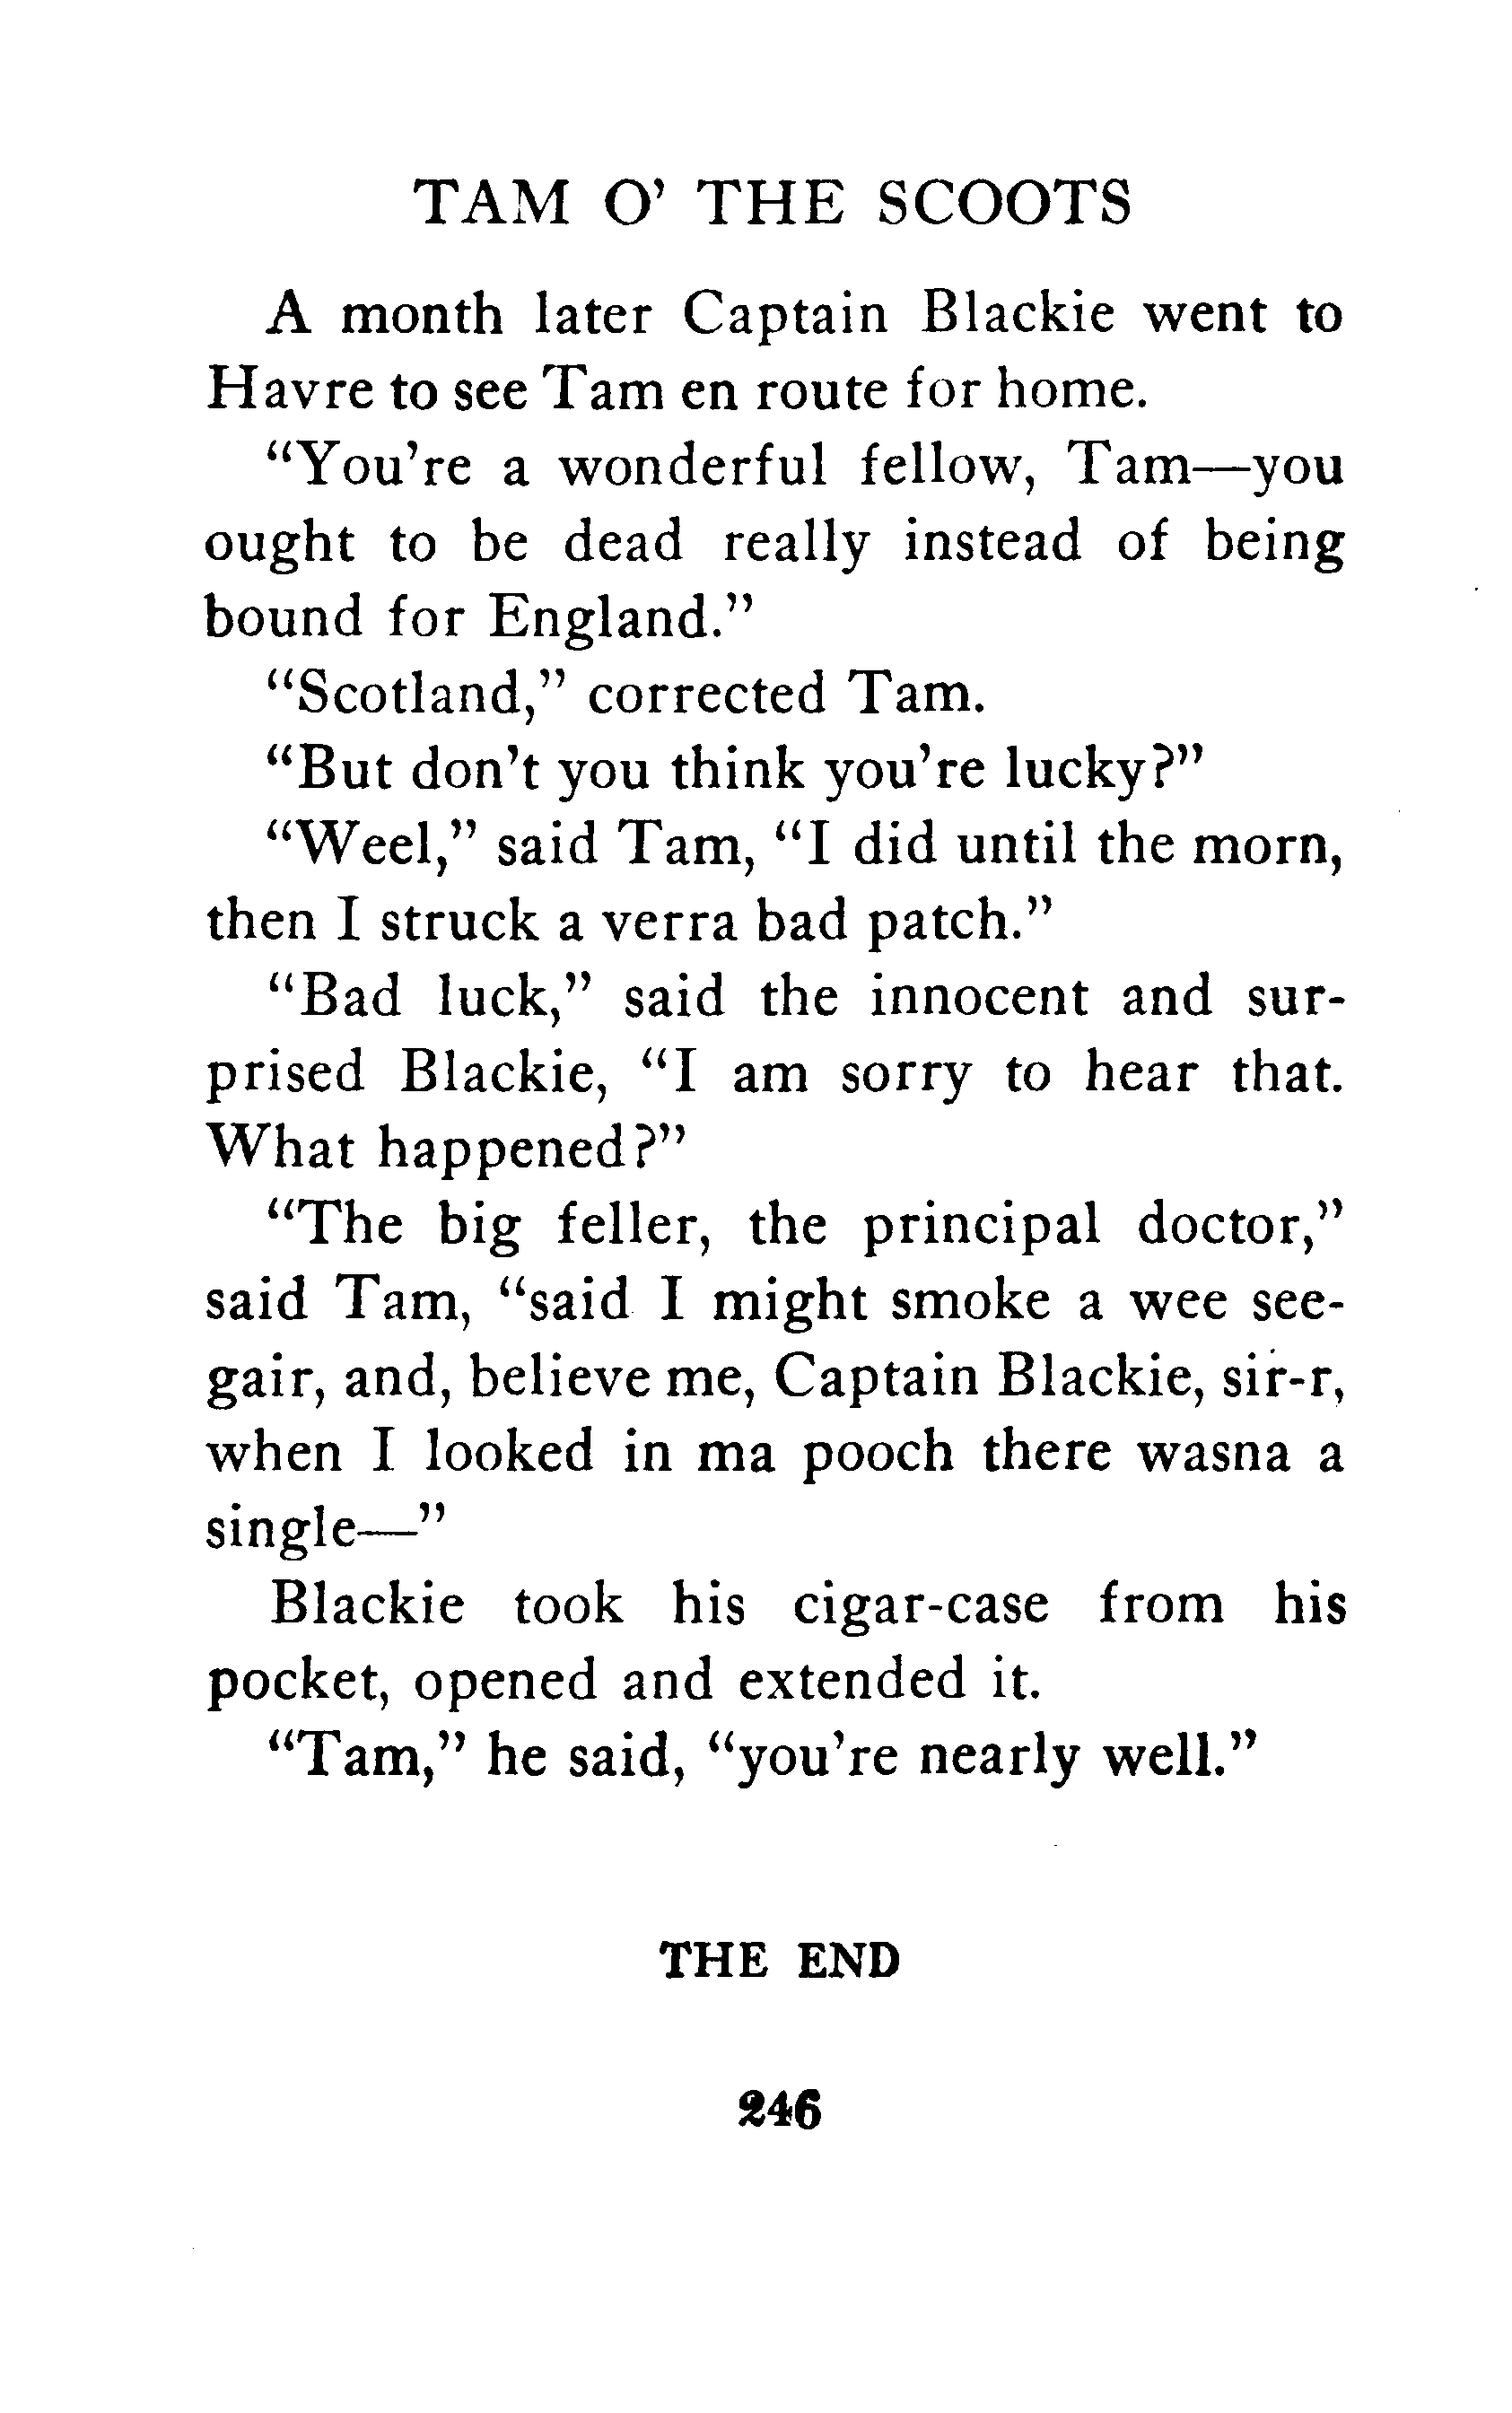 TAM O' THE SCOOTS
A month later Captain Blackie went to
Havre to see Tam en route for home.
"You're a wonderful fellow, Tam—you
ought to be dead really instead of being
bound for England."
"Scotland," corrected Tam.
"But don't you think you're lucky?"
"Weel," said Tam, "I did until the morn,
then I struck a verra bad patch."
"Bad luck," said the innocent and sur-
prised Blackie, "I am sorry to hear that.
What happened?"
"The big feller, the principal doctor,"
said Tam, "said I might smoke a wee see-
gair, and, believe me, Captain Blackie, sir-r,
when I looked in ma pooch there wasna a
single—"
Blackie took his cigar-case from his
pocket, opened and extended it.
"Tam," he said, "you're nearly well."
THE END
246